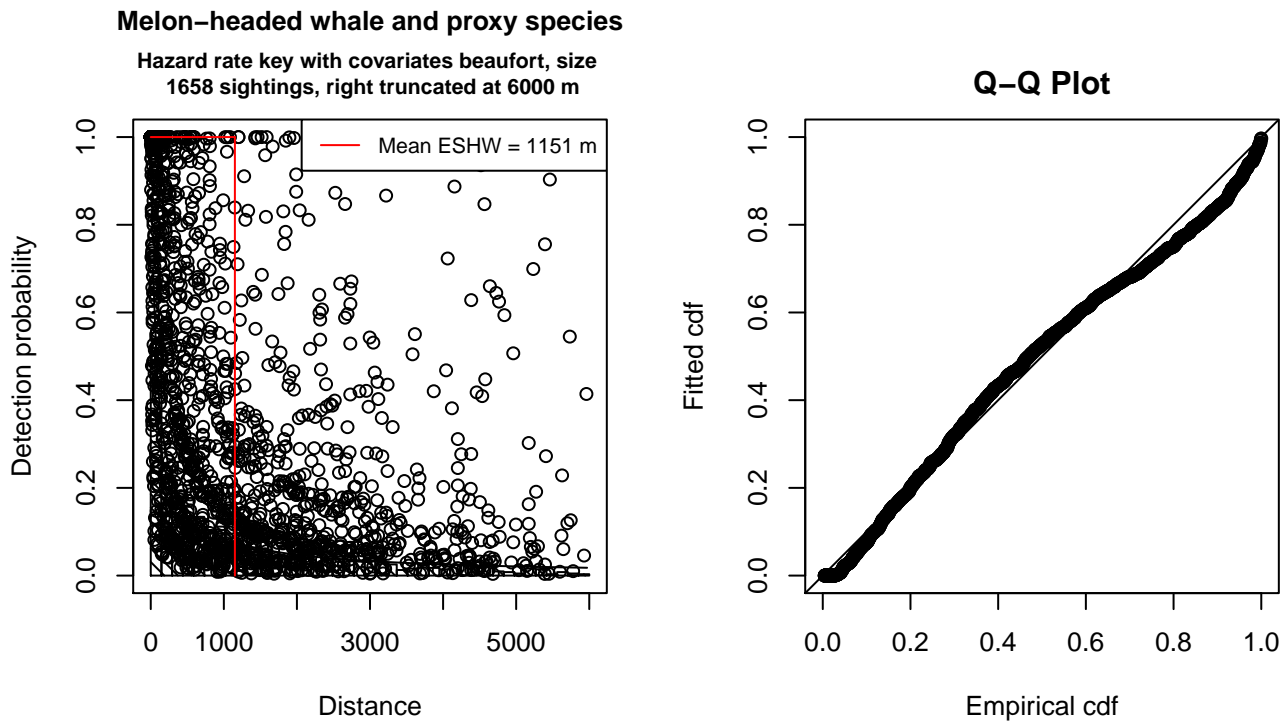 Melon−headed whale and proxy species
Hazard rate key with covariates beaufort, size
1658 sightings, right truncated at 6000 m
Mean ESHW = 1151 m
Detection probability
1.0
0.8
0.6
0.4
0.2
0.0
0 1000 3000 5000
Distance
Q−Q Plot
Fitted cdf
1.0
0.8
0.6
0.4
0.2
0.0
0.0 0.2 0.4 0.6 0.8 1.0
Empirical cdf